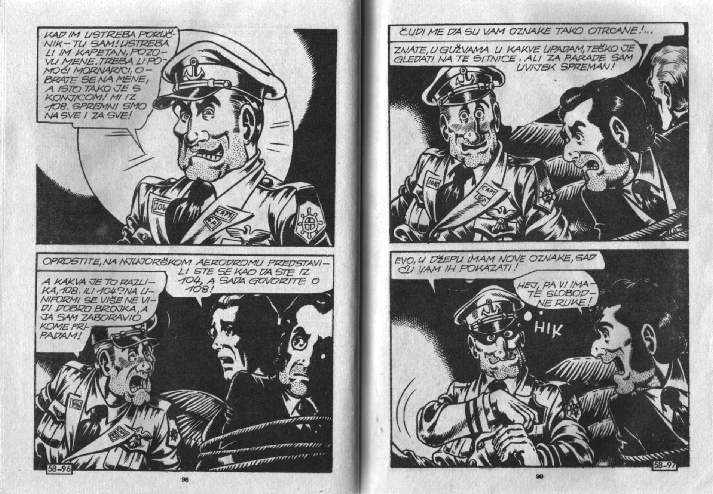 KAD IM USTREBA PORUČ-
NIK - TU SAM! USTREBA
LI IM KAPETAN, POZO-
VU MENE. TREBA LI PO-
MOĆI MORNARICI, O-
BRATE SE NA MENE,
A ISTO TAKO JE S
KONJICOM! MI IZ
108. SPREMNI SMO
NA SVE I ZA SVE!
OPROSTITE, NA NJUJORŠKOM AERODROMU PREDSTAVI-
LI STE SE KAO DA STE IZ
104, A SADA GOVORITE O
108!
A KAKVA JE TO RAZLI-
KA, 108. ILI 104? NA U-
NIFORMI SE VIŠE NE VI-
DI DOBRO BROJKA, A
JA SAM ZABORAVIO
KOME PRI-
PADAM!
58-96
98
ČUDI ME DA SU VAM OZNAKE TAKO OTRCANE!...
ZNATE, U GUŽVAMA U KAKVE UPADAM, TEŠKO JE
GLEDATI NA TE SITNICE. ALI ZA PARADE SAM
UVIJEK SPREMAN!
EVO, U DŽEPU IMAM NOVE OZNAKE, SAD
ĆU VAM IH POKAZATI!
HEJ, PA VI IMA-
TE SLOBOD-
NE RUKE!
HIK
58-97
99